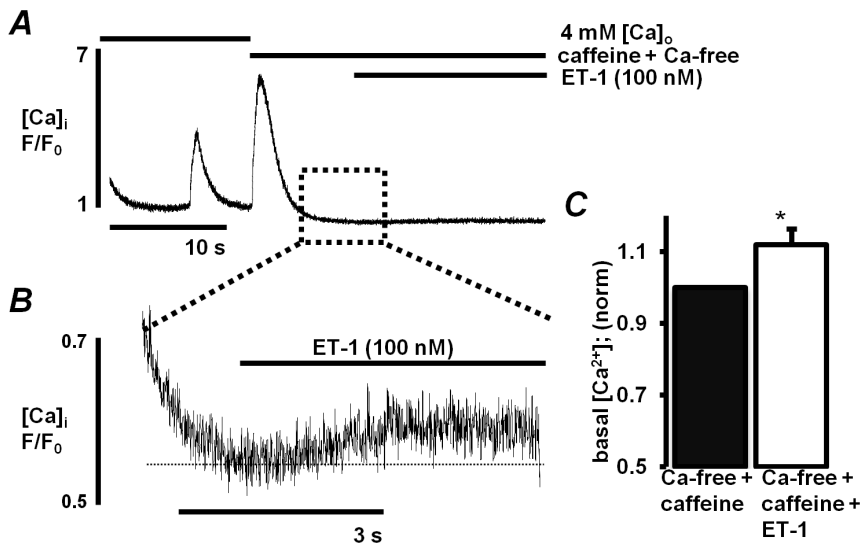 A
4 mM [Ca]o
7
caffeine + Ca-free
ET-1 (100 nM)
[Ca]i
F/F0
1
10 s
B
0.7
ET-1 (100 nM)
[Ca]i
F/F0
0.5
3 s
C
*
1.1
0.9
0.7
0.5
basal [Ca2+]; (norm)
Ca-free +
caffeine
Ca-free +
caffeine +
ET-1